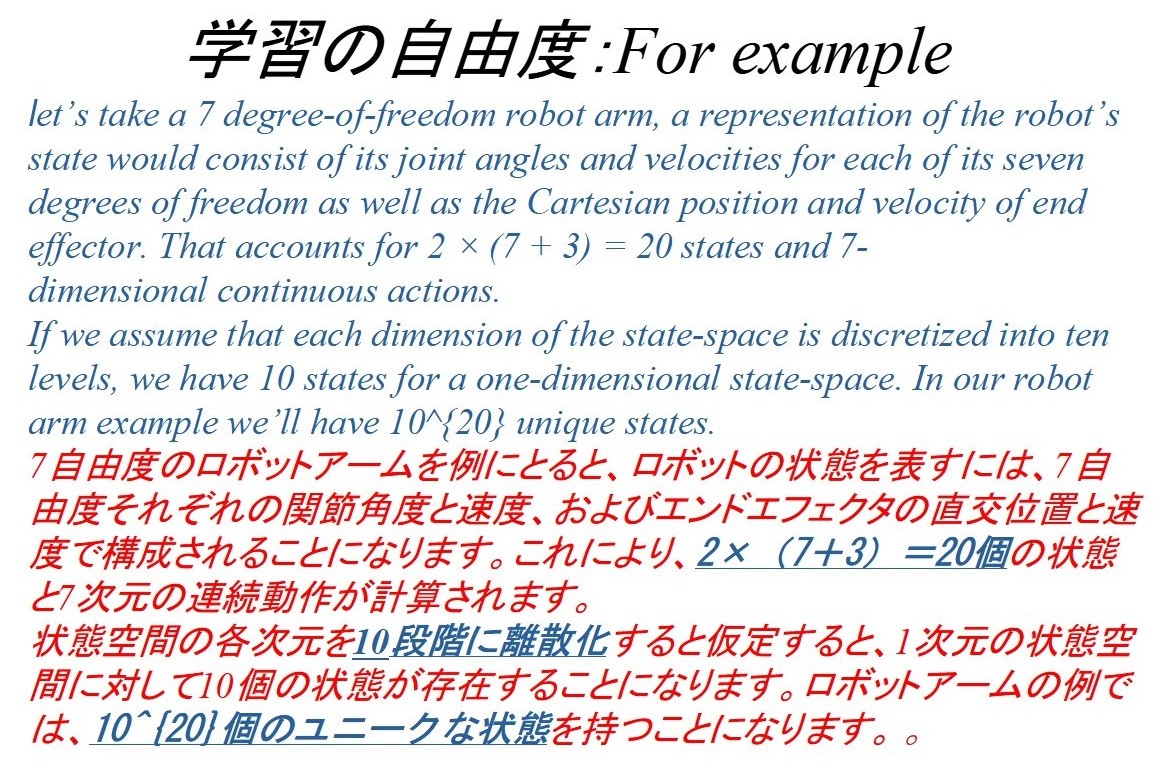 学習の自由度:For example
let’s take a 7 degree-of-freedom robot arm, a representation of the robot’s
state would consist of its joint angles and velocities for each of its seven
degrees of freedom as well as the Cartesian position and velocity of end
effector. That accounts for 2 × (7 + 3) = 20 states and 7-
dimensional continuous actions.
If we assume that each dimension of the state-space is discretized into ten
levels, we have 10 states for a one-dimensional state-space. In our robot
arm example we’ll have 10^{20} unique states.
7自由度のロボットアームを例にとると、ロボットの状態を表すには、7自
由度それぞれの関節角度と速度、およびエンドエフェクタの直交位置と速
度で構成されることになります。これにより、2×（7＋3）＝20個の状態
と7次元の連続動作が計算されます。
状態空間の各次元を10段階に離散化すると仮定すると、1次元の状態空
間に対して10個の状態が存在することになります。ロボットアームの例で
は、10^{20}個のユニークな状態を持つことになります。。